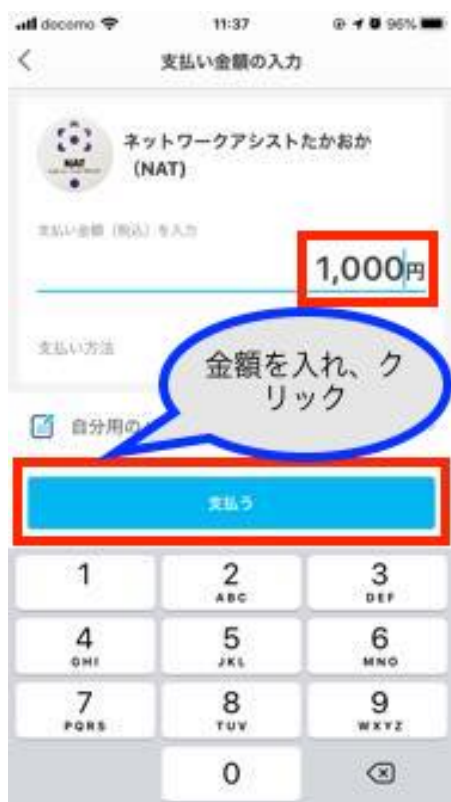 docomo 11:37 96%
支払い金額の入力
NAT
ネットワークアシストたかおか
(NAT)
支払い金額（税込）を入力
1,000円
支払い方法
金額を入れ、ク
リック
自分用の
支払う
1 2 3
ABC DEF
4 5 6
GHI JKL MNO
7 8 9
PQRS TUV WXYZ
0